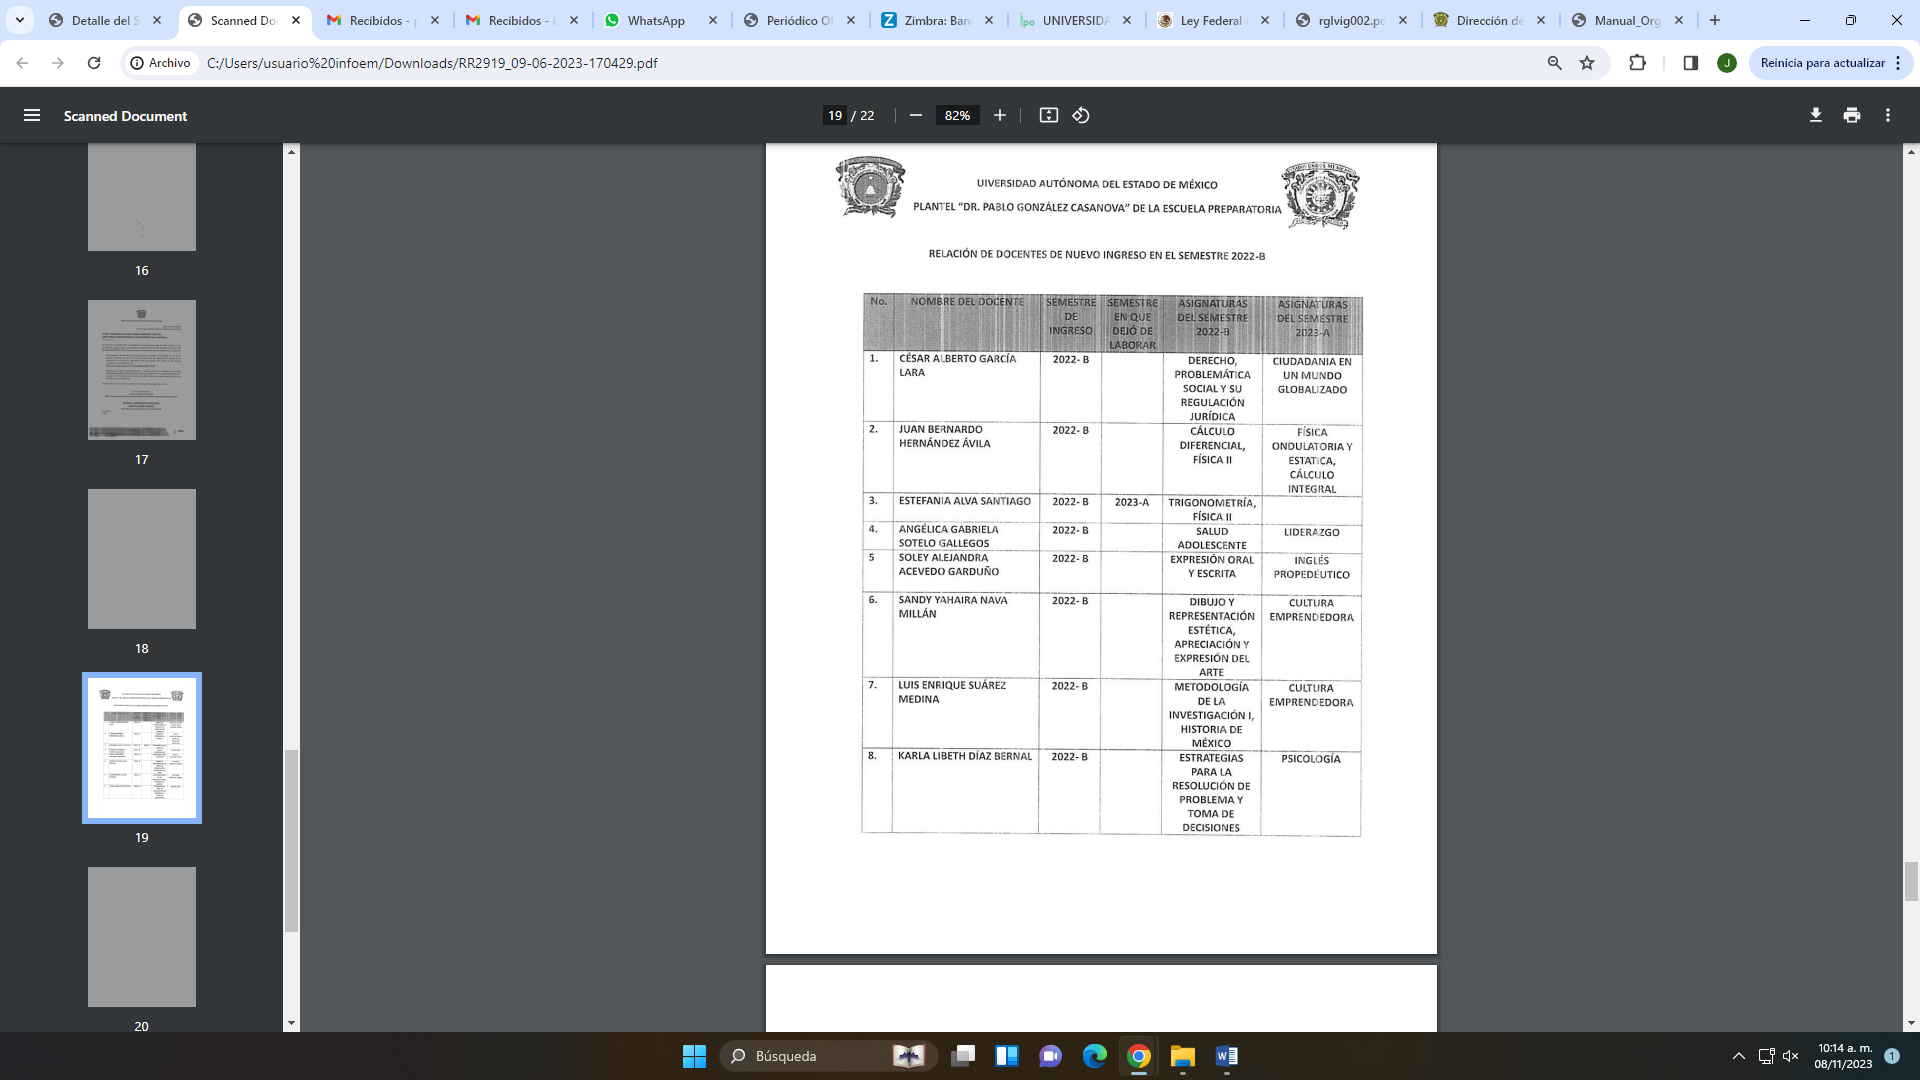 Detalle del S
Scanned Do
Recibidos - p
Recibidos - i
WhatsApp
Periódico O
Zimbra: Ban
UNIVERSIDA
Ley Federal
rglvig002.pd
Dirección de
Manual_Org
Archivo
C:/Users/usuario%20infoem/Downloads/RR2919_09-06-2023-170429.pdf
J
Reinicia para actualizar
Scanned Document
19 / 22
82%
16
17
18
19
20
UIVERSIDAD AUTÓNOMA DEL ESTADO DE MÉXICO
PLANTEL “DR. PABLO GONZÁLEZ CASANOVA” DE LA ESCUELA PREPARATORIA
RELACIÓN DE DOCENTES DE NUEVO INGRESO EN EL SEMESTRE 2022-B
No. NOMBRE DEL DOCENTE SEMESTRE SEMESTRE ASIGNATURAS ASIGNATURAS
DE EN QUE DEL SEMESTRE DEL SEMESTRE
INGRESO DEJÓ DE 2022-B 2023-A
LABORAR
1. CÉSAR ALBERTO GARCÍA 2022- B DERECHO, CIUDADANIA EN
LARA PROBLEMÁTICA UN MUNDO
SOCIAL Y SU GLOBALIZADO
REGULACIÓN
JURÍDICA
2. JUAN BERNARDO 2022- B CÁLCULO FÍSICA
HERNÁNDEZ ÁVILA DIFERENCIAL, ONDULATORIA Y
FÍSICA II ESTATICA,
CÁLCULO
INTEGRAL
3. ESTEFANIA ALVA SANTIAGO 2022- B 2023-A TRIGONOMETRÍA,
FÍSICA II
4. ANGÉLICA GABRIELA 2022- B SALUD LIDERAZGO
SOTELO GALLEGOS ADOLESCENTE
5 SOLEY ALEJANDRA 2022- B EXPRESIÓN ORAL INGLÉS
ACEVEDO GARDUÑO Y ESCRITA PROPEDÉUTICO
6. SANDY YAHAIRA NAVA 2022- B DIBUJO Y CULTURA
MILLÁN REPRESENTACIÓN EMPRENDEDORA
ESTÉTICA,
APRECIACIÓN Y
EXPRESIÓN DEL
ARTE
7. LUIS ENRIQUE SUÁREZ 2022- B METODOLOGÍA CULTURA
MEDINA DE LA EMPRENDEDORA
INVESTIGACIÓN I,
HISTORIA DE
MÉXICO
8. KARLA LIBETH DÍAZ BERNAL 2022- B ESTRATEGIAS PSICOLOGÍA
PARA LA
RESOLUCIÓN DE
PROBLEMA Y
TOMA DE
DECISIONES
Búsqueda
10:14 a. m.
08/11/2023
1